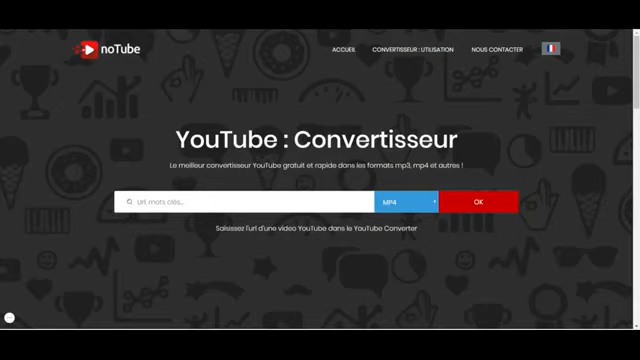 noTube
ACCUEIL
CONVERTISSEUR : UTILISATION
NOUS CONTACTER
YouTube : Convertisseur
Le meilleur convertisseur YouTube gratuit et rapide dans les formats mp3, mp4 et autres !
Url, mots clés...
MP4
OK
Saisissez l'url d'une video YouTube dans le YouTube Converter